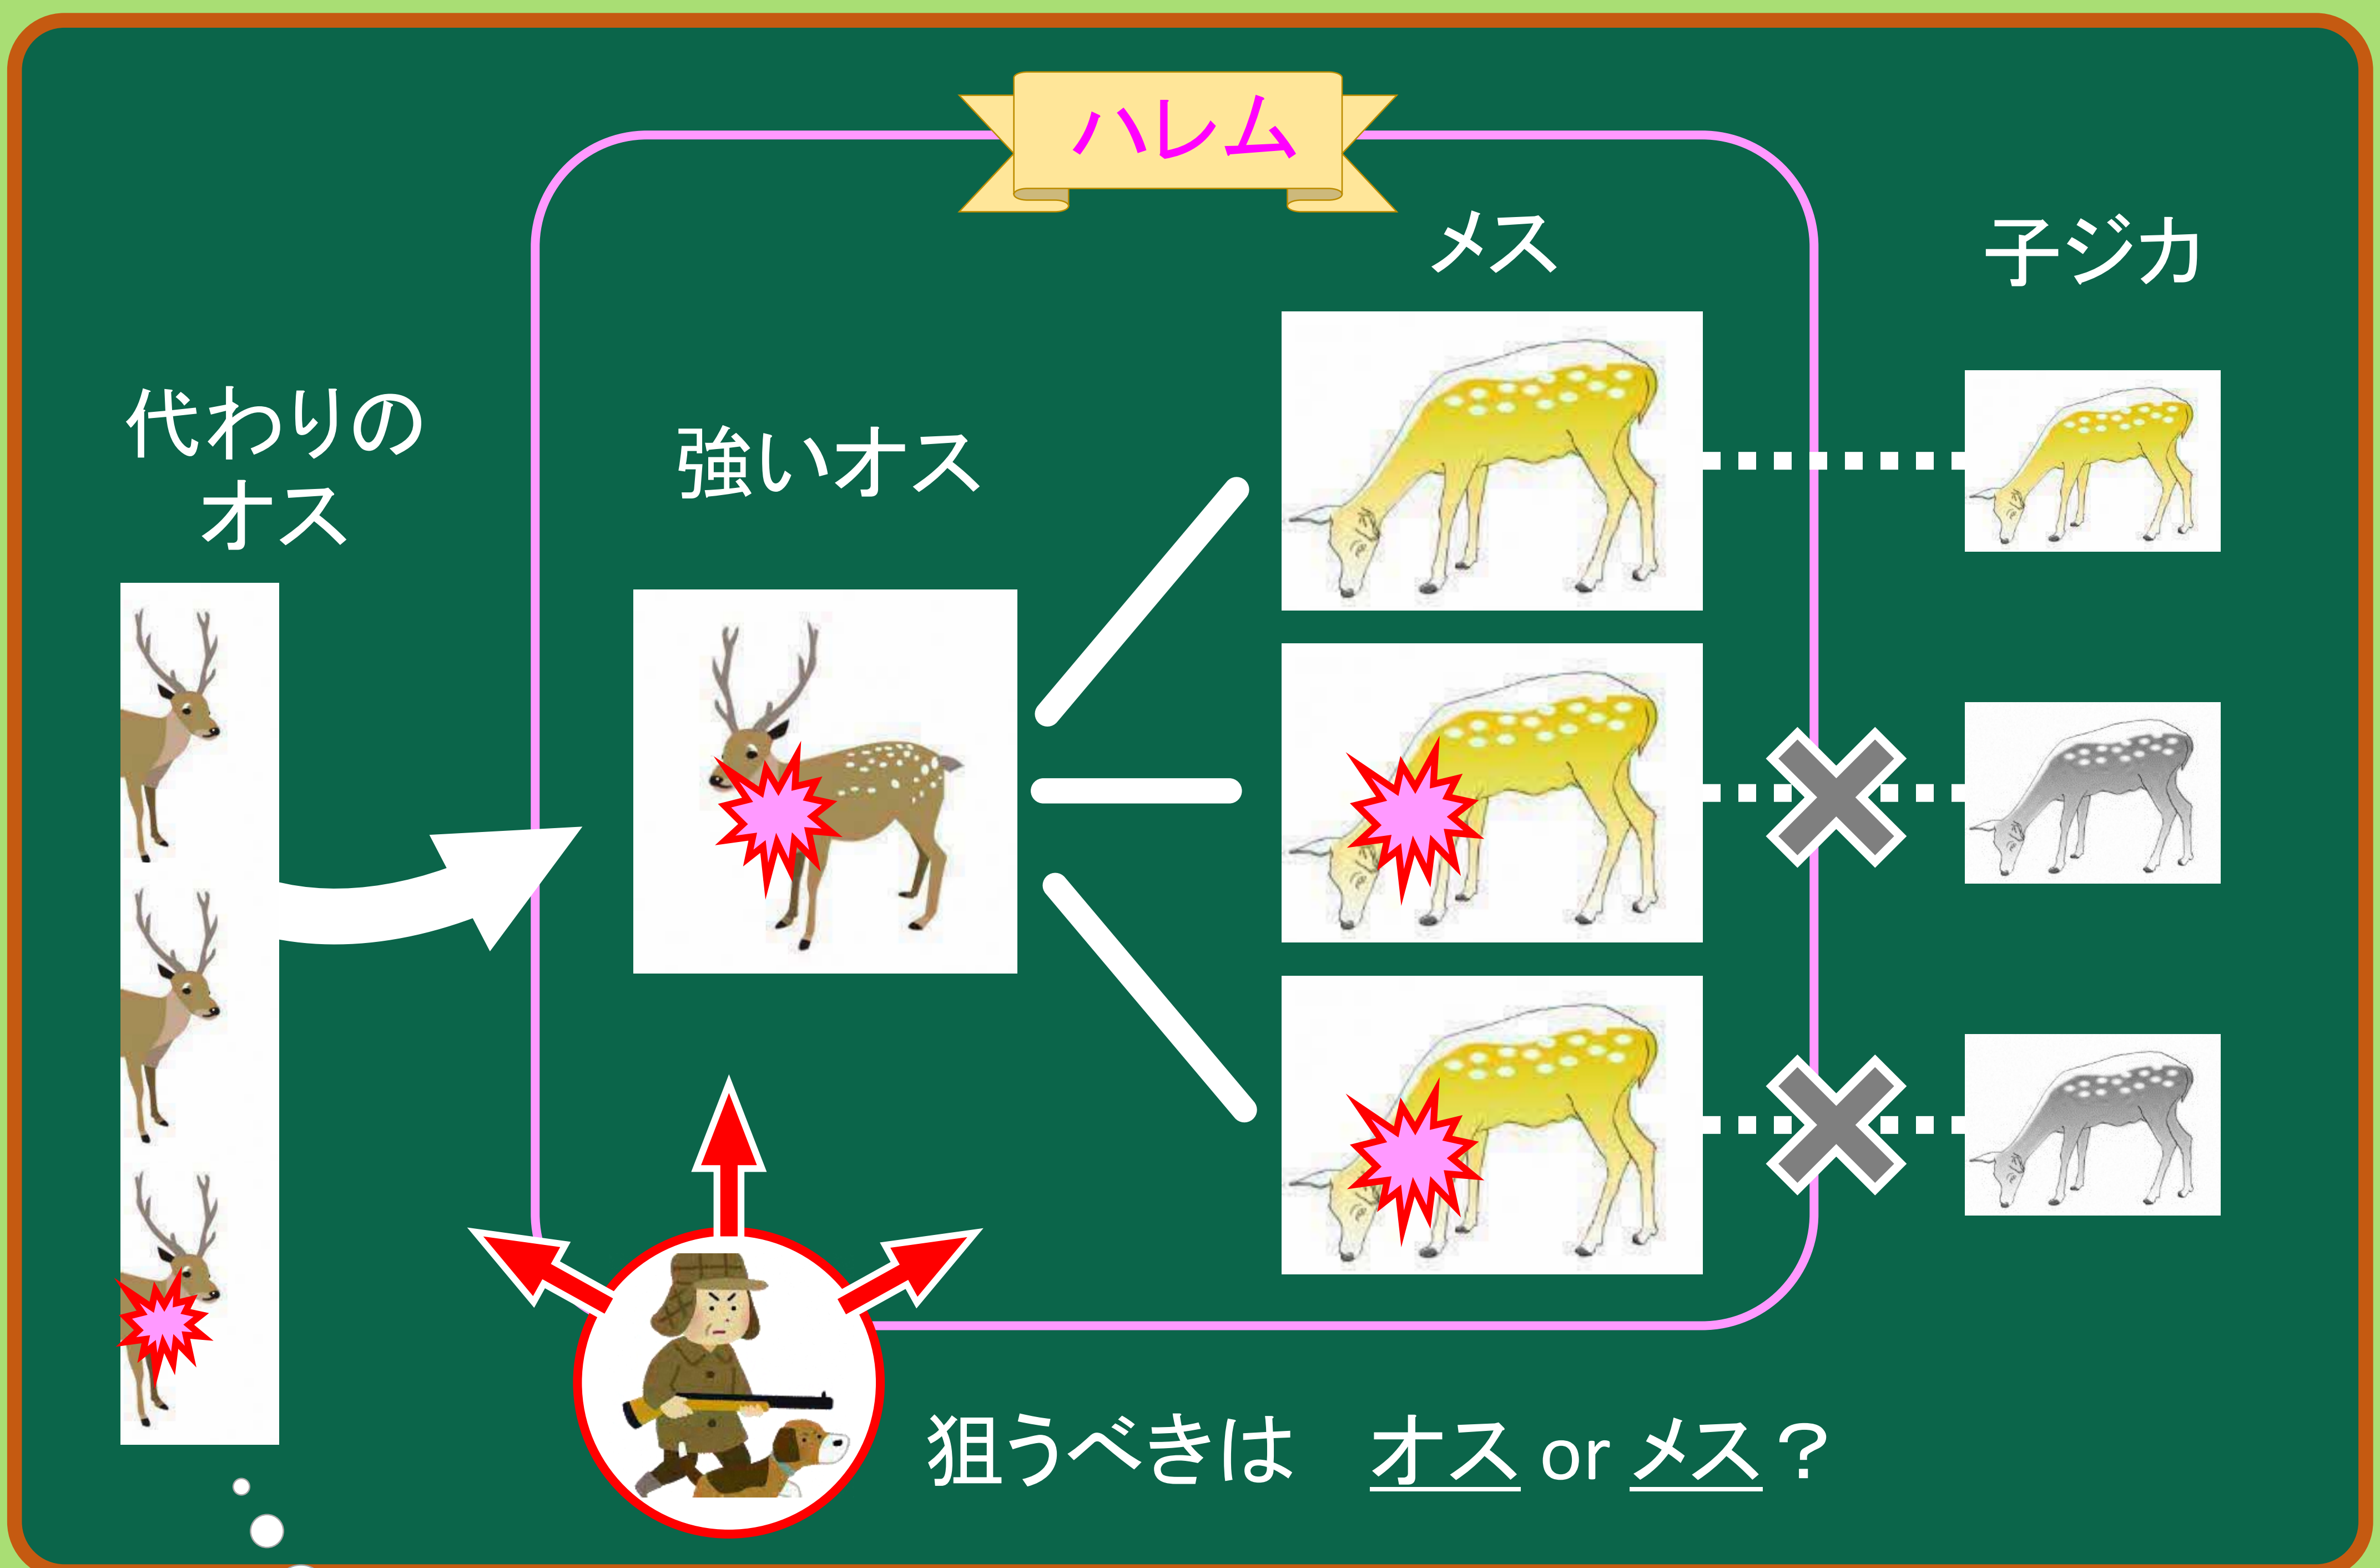 ハレム
メス
子ジカ
代わりの
オス
強いオス
狙うべきは　オス or メス？